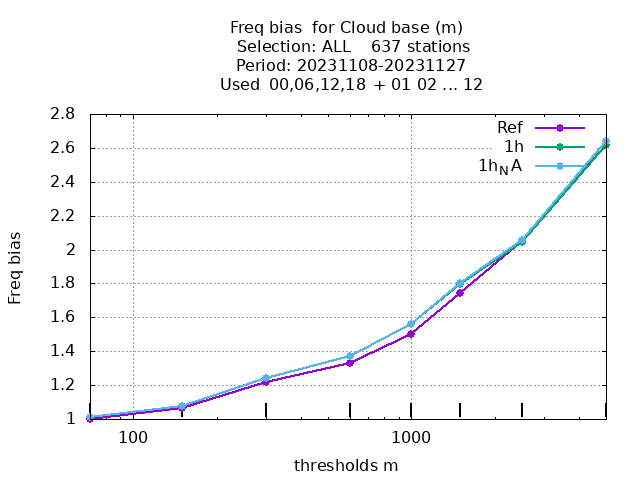 Freq bias  for Cloud base (m)
Selection: ALL    637 stations
Period: 20231108-20231127
Used  00,06,12,18  + 01 02 ... 12
Ref
1h
1h_NA
Freq bias
2.8
2.6
2.4
2.2
2
1.8
1.6
1.4
1.2
1
100
1000
thresholds m